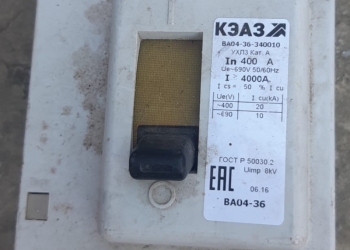 КЭАЗ
ВА04-36-340010
УХЛ3 Кат. А
In 400 А
Ue~690V 50/60Hz
I 4000A
I cs = 50 % I cu
Ue(V) I cu(kA)
~400 20
~690 10
ГОСТ Р 50030.2
Uimp 8kV
ЕАС
06.16
ВА04-36